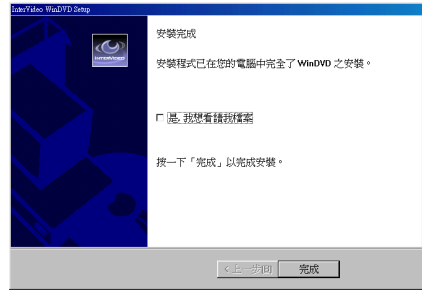 InterVideo WinDVD Setup
INTERVIDEO
安裝完成
安裝程式已在您的電腦中完全了 WinDVD 之安裝。
是, 我想看讀我檔案
按一下「完成」以完成安裝。
<上一步(B) 完成